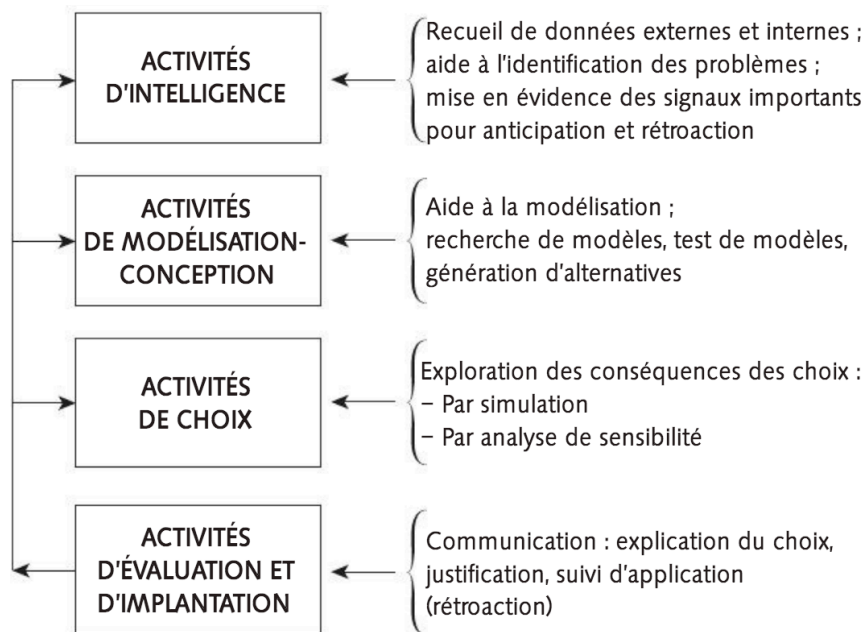 ACTIVITÉS
D'INTELLIGENCE
Recueil de données externes et internes ;
aide à l'identification des problèmes ;
mise en évidence des signaux importants
pour anticipation et rétroaction
ACTIVITÉS
DE MODÉLISATION-
CONCEPTION
Aide à la modélisation ;
recherche de modèles, test de modèles,
génération d'alternatives
ACTIVITÉS
DE CHOIX
Exploration des conséquences des choix :
– Par simulation
– Par analyse de sensibilité
ACTIVITÉS
D'ÉVALUATION ET
D'IMPLANTATION
Communication : explication du choix,
justification, suivi d'application
(rétroaction)